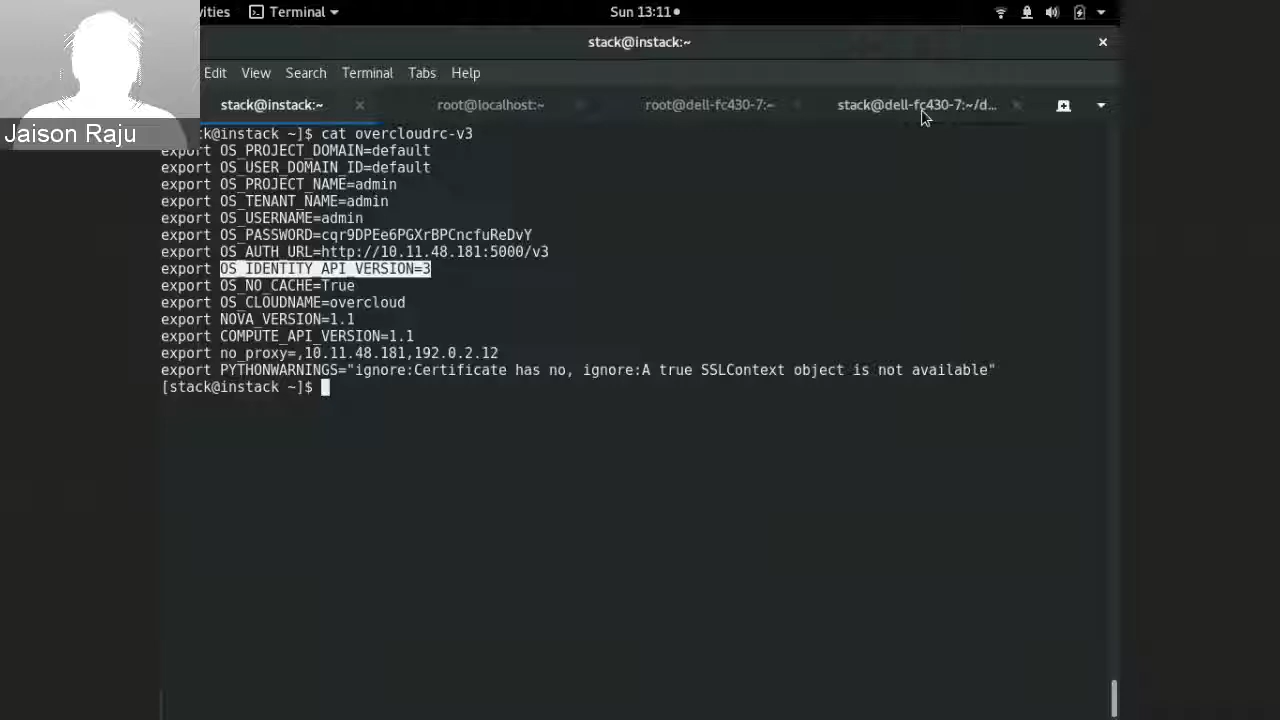 vities Terminal Sun 13:11
stack@instack:~
Edit View Search Terminal Tabs Help
stack@instack:~ root@localhost:~ root@dell-fc430-7:~ stack@dell-fc430-7:~/d...
Jaison Raju
ck@instack ~]$ cat overcloudrc-v3
export OS_PROJECT_DOMAIN=default
export OS_USER_DOMAIN_ID=default
export OS_PROJECT_NAME=admin
export OS_TENANT_NAME=admin
export OS_USERNAME=admin
export OS_PASSWORD=cqr9DPEe6PGXrBPCncfuReDvY
export OS_AUTH_URL=http://10.11.48.181:5000/v3
export OS_IDENTITY_API_VERSION=3
export OS_NO_CACHE=True
export OS_CLOUDNAME=overcloud
export NOVA_VERSION=1.1
export COMPUTE_API_VERSION=1.1
export no_proxy=,10.11.48.181,192.0.2.12
export PYTHONWARNINGS="ignore:Certificate has no, ignore:A true SSLContext object is not available"
[stack@instack ~]$